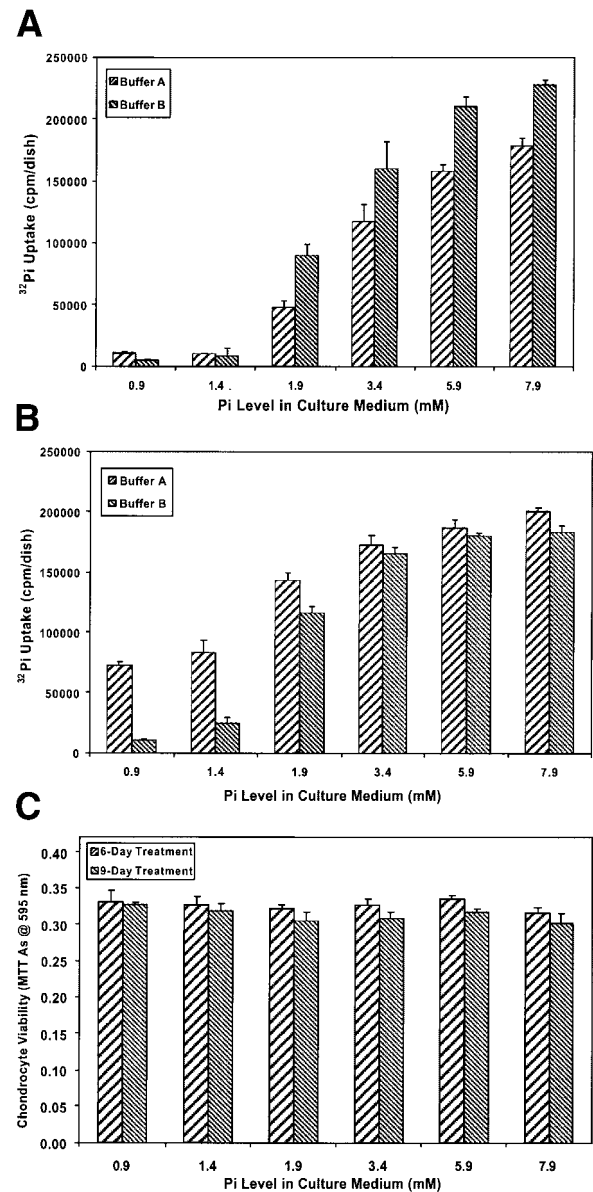 A
250000
200000
150000
100000
50000
0
Buffer A
Buffer B
³²Pi Uptake (cpm/dish)
0.9 1.4 . 1.9 3.4 5.9 7.9
Pi Level in Culture Medium (mM)
B
250000
200000
150000
100000
50000
0
Buffer A
Buffer B
³²Pi Uptake (cpm/dish)
0.9 1.4 1.9 3.4 5.9 7.9
Pi Level in Culture Medium (mM)
C
0.40
0.35
0.30
0.25
0.20
0.15
0.10
0.05
0.00
6-Day Treatment
9-Day Treatment
Chondrocyte Viability (MTT As @ 595 nm)
0.9 1.4 1.9 3.4 5.9 7.9
Pi Level in Culture Medium (mM)